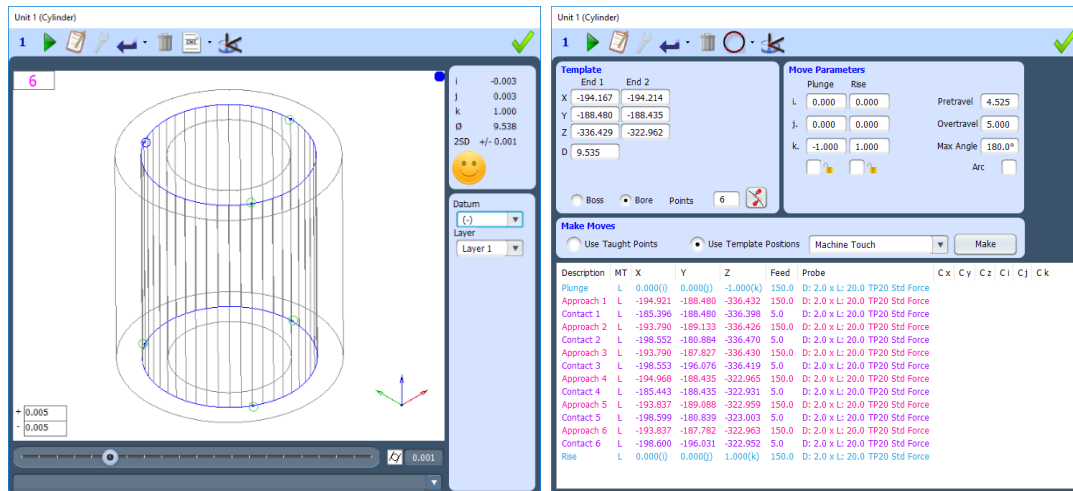 Unit 1 (Cylinder)
1
6
i -0.003
j 0.003
k 1.000
Ø 9.538
2SD +/- 0.001
Datum
(-)
Layer
Layer 1
+ 0.005
- 0.005
0.001
Unit 1 (Cylinder)
1
Template
End 1 End 2
X -194.167 -194.214
Y -188.480 -188.435
Z -336.429 -322.962
D 9.535
Boss Bore Points 6
Move Parameters
Plunge Rise
i. 0.000 0.000 Pretravel 4.525
j. 0.000 0.000 Overtravel 5.000
k. -1.000 1.000 Max Angle 180.0°
Arc
Make Moves
Use Taught Points Use Template Positions Machine Touch Make
Description MT X Y Z Feed Probe C x C y C z C i C j C k
Plunge L 0.000(i) 0.000(j) -1.000(k) 150.0 D: 2.0 x L: 20.0 TP20 Std Force
Approach 1 L -194.921 -188.480 -336.432 150.0 D: 2.0 x L: 20.0 TP20 Std Force
Contact 1 L -185.396 -188.480 -336.398 5.0 D: 2.0 x L: 20.0 TP20 Std Force
Approach 2 L -193.790 -189.133 -336.426 150.0 D: 2.0 x L: 20.0 TP20 Std Force
Contact 2 L -198.552 -180.884 -336.470 5.0 D: 2.0 x L: 20.0 TP20 Std Force
Approach 3 L -193.790 -187.827 -336.430 150.0 D: 2.0 x L: 20.0 TP20 Std Force
Contact 3 L -198.553 -196.076 -336.419 5.0 D: 2.0 x L: 20.0 TP20 Std Force
Approach 4 L -194.968 -188.435 -322.965 150.0 D: 2.0 x L: 20.0 TP20 Std Force
Contact 4 L -185.443 -188.435 -322.931 5.0 D: 2.0 x L: 20.0 TP20 Std Force
Approach 5 L -193.837 -189.088 -322.959 150.0 D: 2.0 x L: 20.0 TP20 Std Force
Contact 5 L -198.599 -180.839 -323.003 5.0 D: 2.0 x L: 20.0 TP20 Std Force
Approach 6 L -193.837 -187.782 -322.963 150.0 D: 2.0 x L: 20.0 TP20 Std Force
Contact 6 L -198.600 -196.031 -322.952 5.0 D: 2.0 x L: 20.0 TP20 Std Force
Rise L 0.000(i) 0.000(j) 1.000(k) 150.0 D: 2.0 x L: 20.0 TP20 Std Force